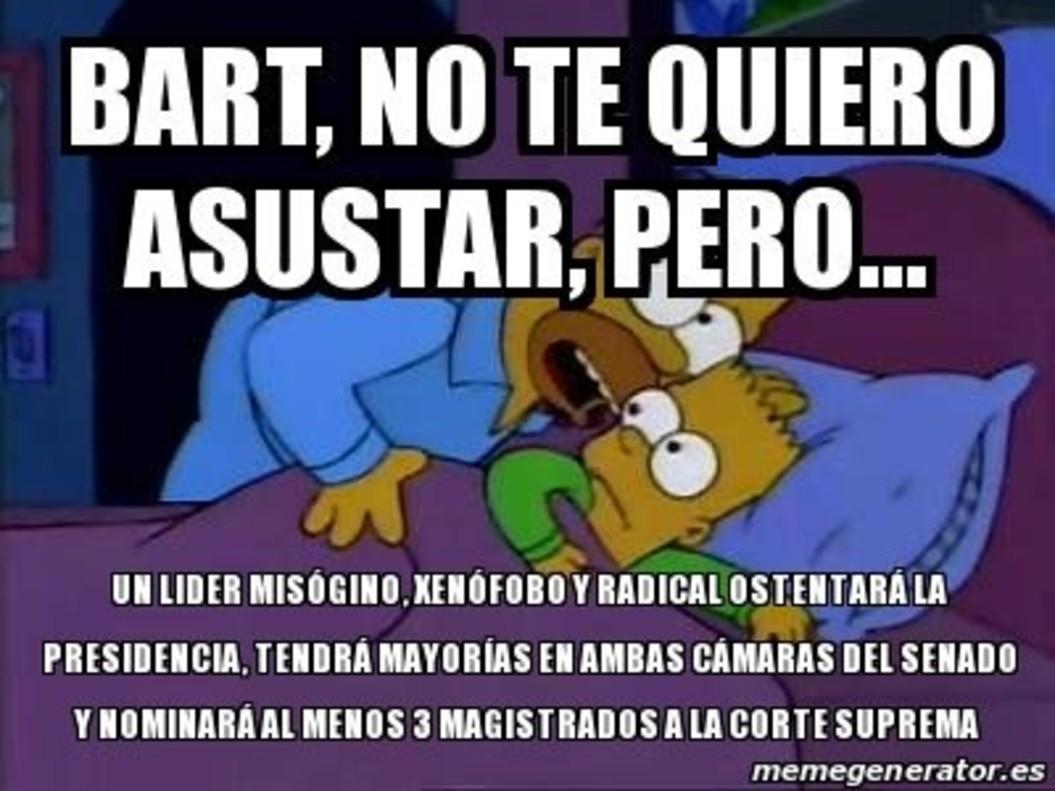 BART, NO TE QUIERO
ASUSTAR, PERO...
UN LIDER MISÓGINO, XENÓFOBO Y RADICAL OSTENTARÁ LA
PRESIDENCIA, TENDRÁ MAYORÍAS EN AMBAS CÁMARAS DEL SENADO
Y NOMINARÁ AL MENOS 3 MAGISTRADOS A LA CORTE SUPREMA
memegenerator.es